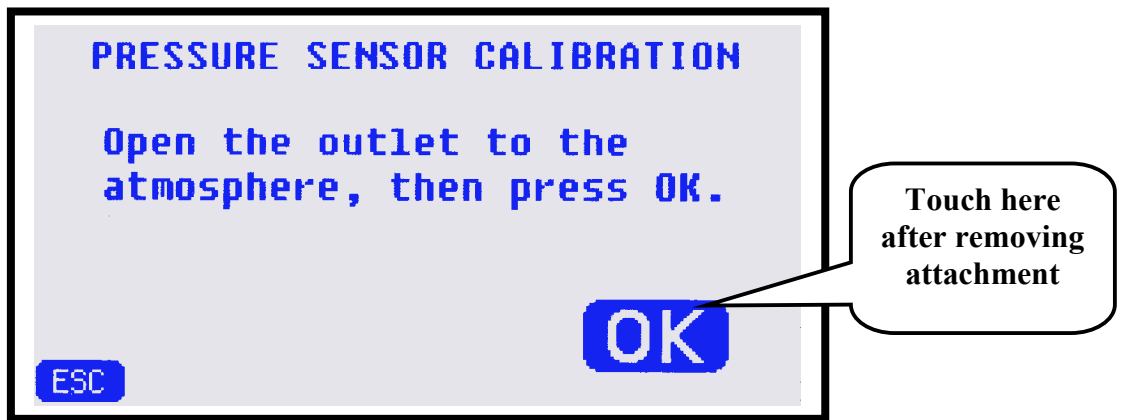 PRESSURE SENSOR CALIBRATION
Open the outlet to the
atmosphere, then press OK.
Touch here
after removing
attachment
OK
ESC